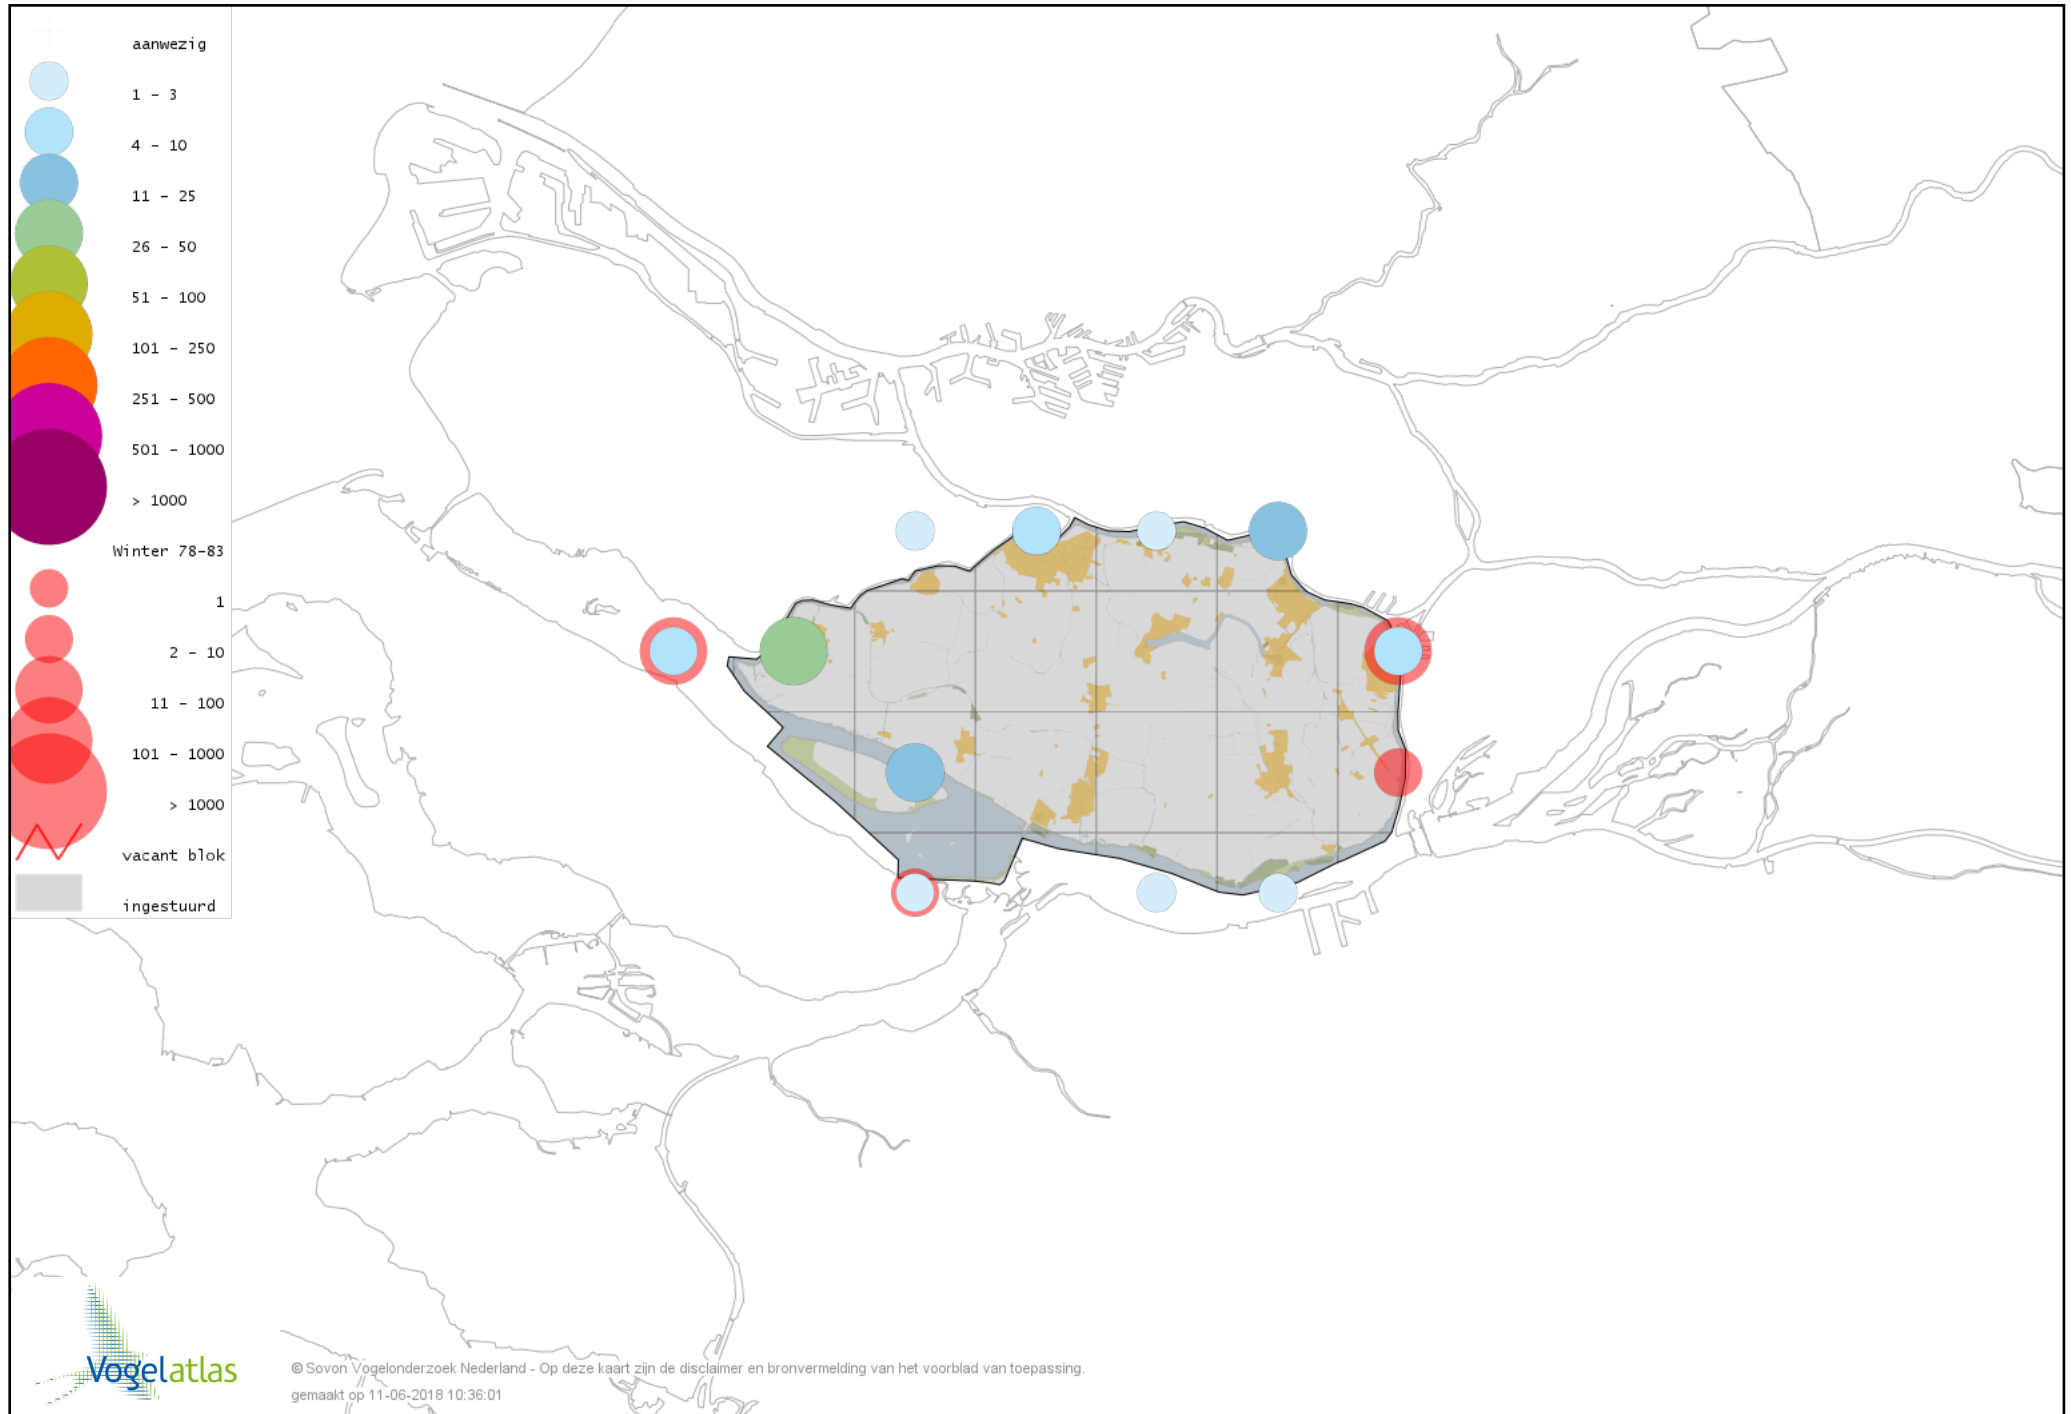 aanwezig
1 - 3
4 - 10
11 - 25
26 - 50
51 - 100
101 - 250
251 - 500
501 - 1000
> 1000
Winter 78-83
1
2 - 10
11 - 100
101 - 1000
> 1000
vacant blok
ingestuurd
Vogelatlas
© Sovon Vogelonderzoek Nederland - Op deze kaart zijn de disclaimer en bronvermelding van het voorblad van toepassing.
gemaakt op 11-06-2018 10:36:01